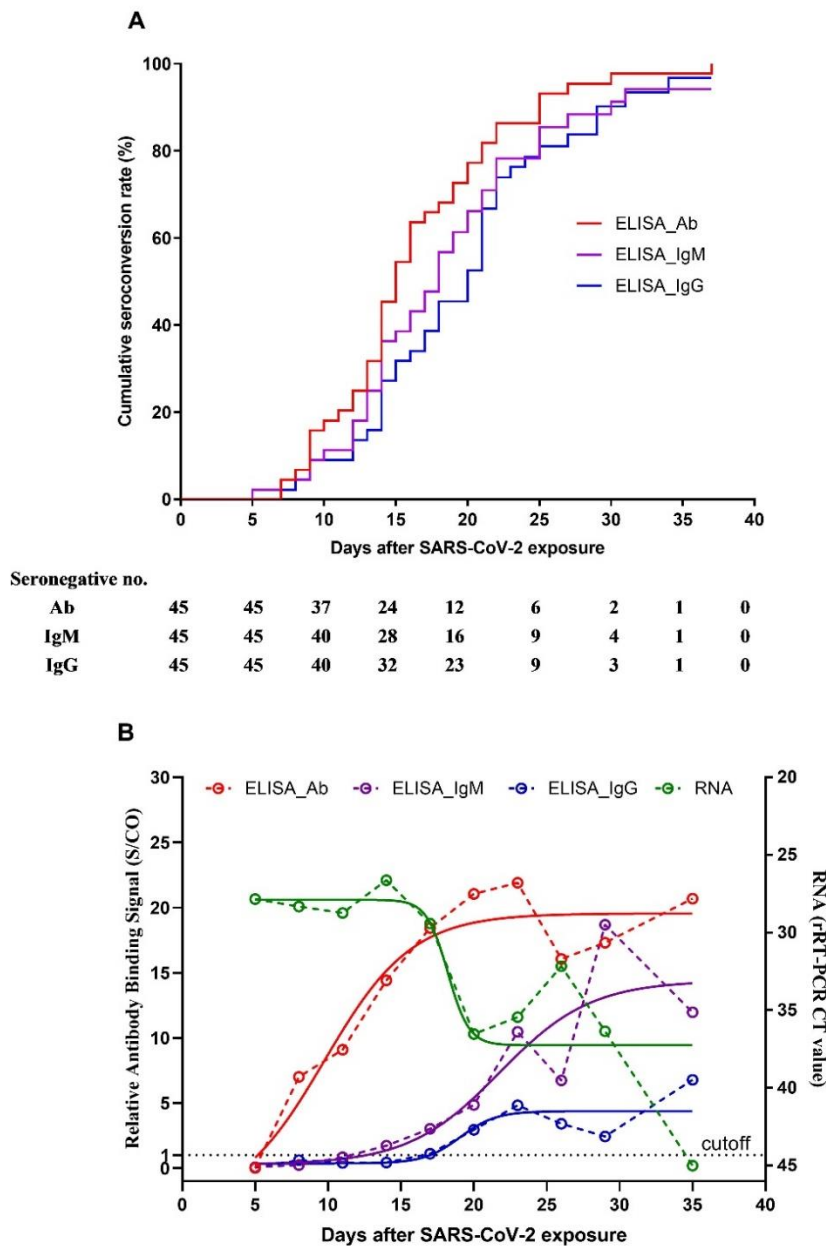 A
Cumulative seroconversion rate (%)
100
80
60
40
20
0
ELISA_Ab
ELISA_IgM
ELISA_IgG
0 5 10 15 20 25 30 35 40
Days after SARS-CoV-2 exposure
Seronegative no.
Ab 45 45 37 24 12 6 2 1 0
IgM 45 45 40 28 16 9 4 1 0
IgG 45 45 40 32 23 9 3 1 0
B
Relative Antibody Binding Signal (S/CO)
30
25
20
15
10
5
1
0
ELISA_Ab ELISA_IgM ELISA_IgG RNA
20
25
30
35
40
45
RNA (rRT-PCR CT
value)
cutoff
0 5 10 15 20 25 30 35 40
Days after SARS-CoV-2 exposure